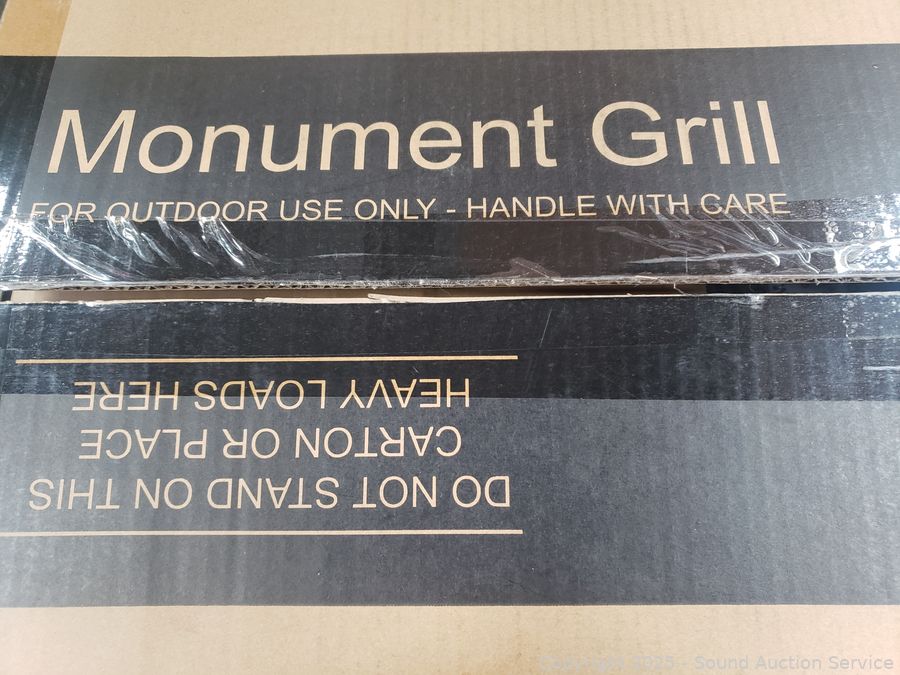 Monument Grill
FOR OUTDOOR USE ONLY - HANDLE WITH CARE
DO NOT STAND ON THIS
CARTON OR PLACE
HEAVY LOADS HERE
Copyright 2025 - Sound Auction Service